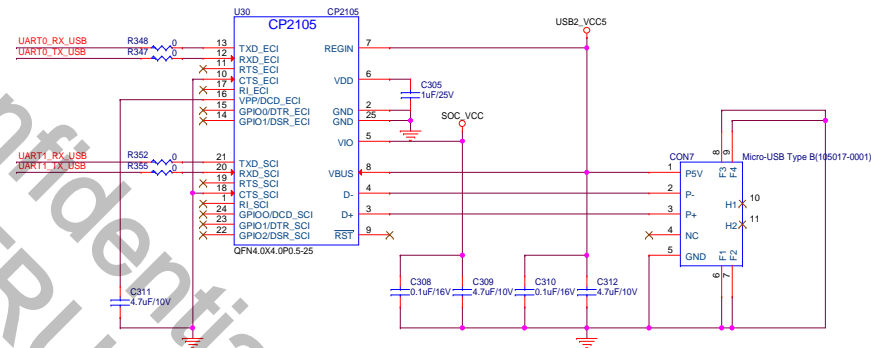 U30
CP2105
CP2105
USB2_VCC5
UART0_RX_USB R348 0 13 TXD_ECI REGIN 7
UART0_TX_USB R347 0 12 RXD_ECI
11 RTS_ECI
10 CTS_ECI VDD 6
17 RI_ECI
16 VPP/DCD_ECI
15 GPIO0/DTR_ECI GND 2
14 GPIO1/DSR_ECI GND 25
C305
1uF/25V
SOC_VCC
VIO 5
UART1_RX_USB R352 0 21 TXD_SCI
UART1_TX_USB R355 0 20 RXD_SCI VBUS 8
19 RTS_SCI
18 CTS_SCI D- 4
1 RI_SCI
24 GPIOO/DCD_SCI D+ 3
23 GPIO1/DTR_SCI
22 GPIO2/DSR_SCI RST 9
QFN4.0X4.0P0.5-25
CON7 Micro-USB Type B(105017-0001)
8 9
F3 F4
1 P5V
2 P-
H1 10
3 P+
H2 11
4 NC
5 GND
F1 F2
6 7
C311
4.7uF/10V
C308
0.1uF/16V
C309
4.7uF/10V
C310
0.1uF/16V
C312
4.7uF/10V